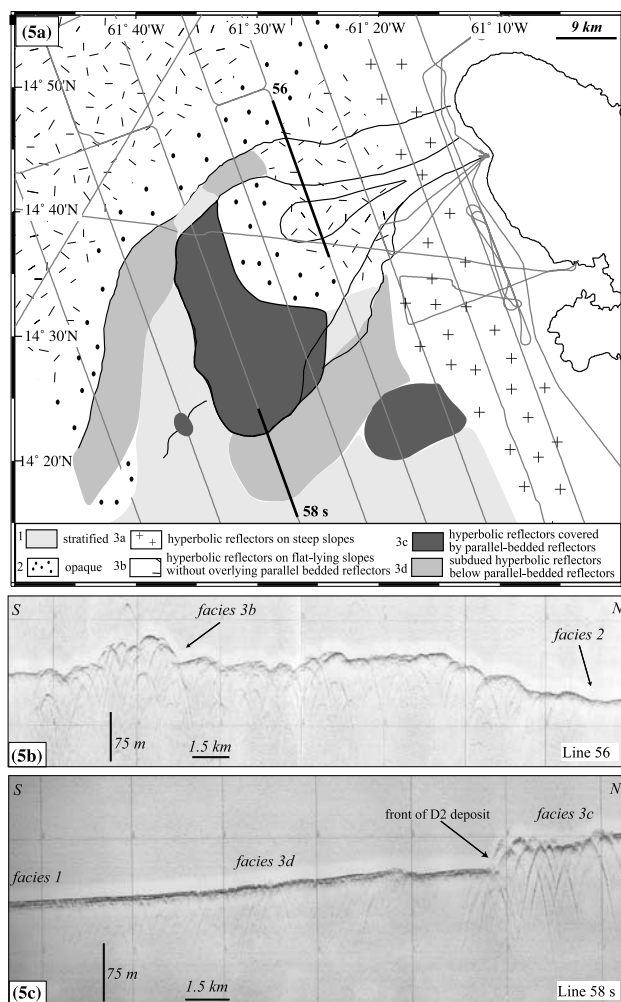 (5a)
61° 40'W
61° 30'W
61° 20'W
61° 10'W
9 km
14° 50'N
14° 40'N
14° 30'N
14° 20'N
56
58 s
1 stratified
2 opaque
3a hyperbolic reflectors on steep slopes
3b hyperbolic reflectors on flat-lying slopes
without overlying parallel bedded reflectors
3c hyperbolic reflectors covered
by parallel-bedded reflectors
3d subdued hyperbolic reflectors
below parallel-bedded reflectors
S
N
facies 3b
facies 2
75 m
1.5 km
(5b)
Line 56
S
N
facies 3c
front of D2 deposit
facies 3d
facies 1
75 m
1.5 km
(5c)
Line 58 s